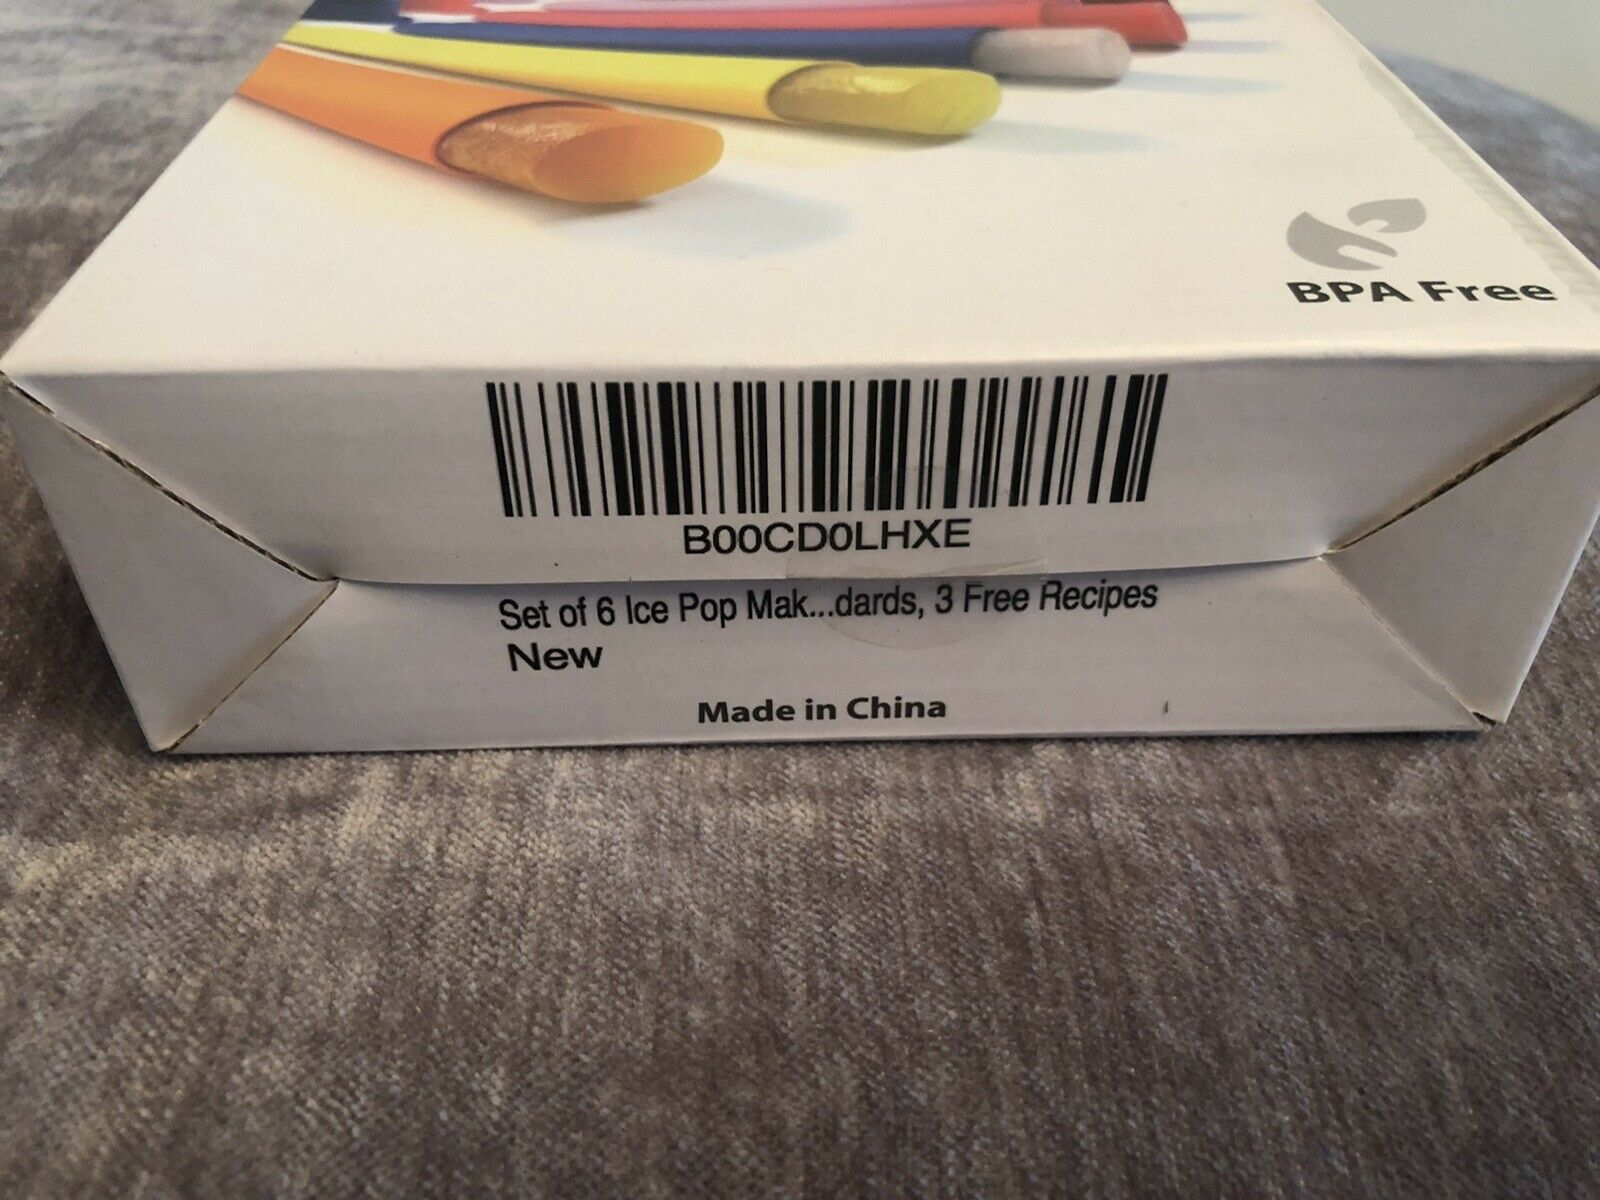 BPA Free
B00CD0LHXE
Set of 6 Ice Pop Mak...dards, 3 Free Recipes
New
Made in China